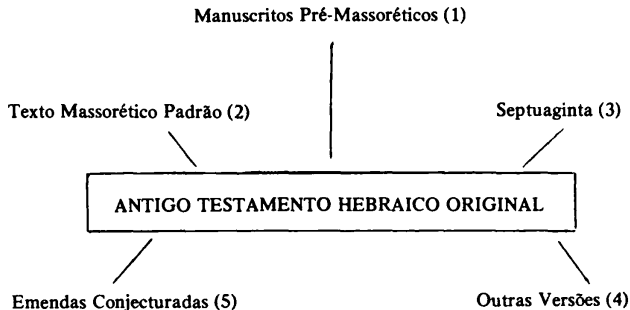 Manuscritos Pré-Massoréticos (1)
Texto Massorético Padrão (2)
Septuaginta (3)
ANTIGO TESTAMENTO HEBRAICO ORIGINAL
Emendas Conjecturadas (5)
Outras Versões (4)